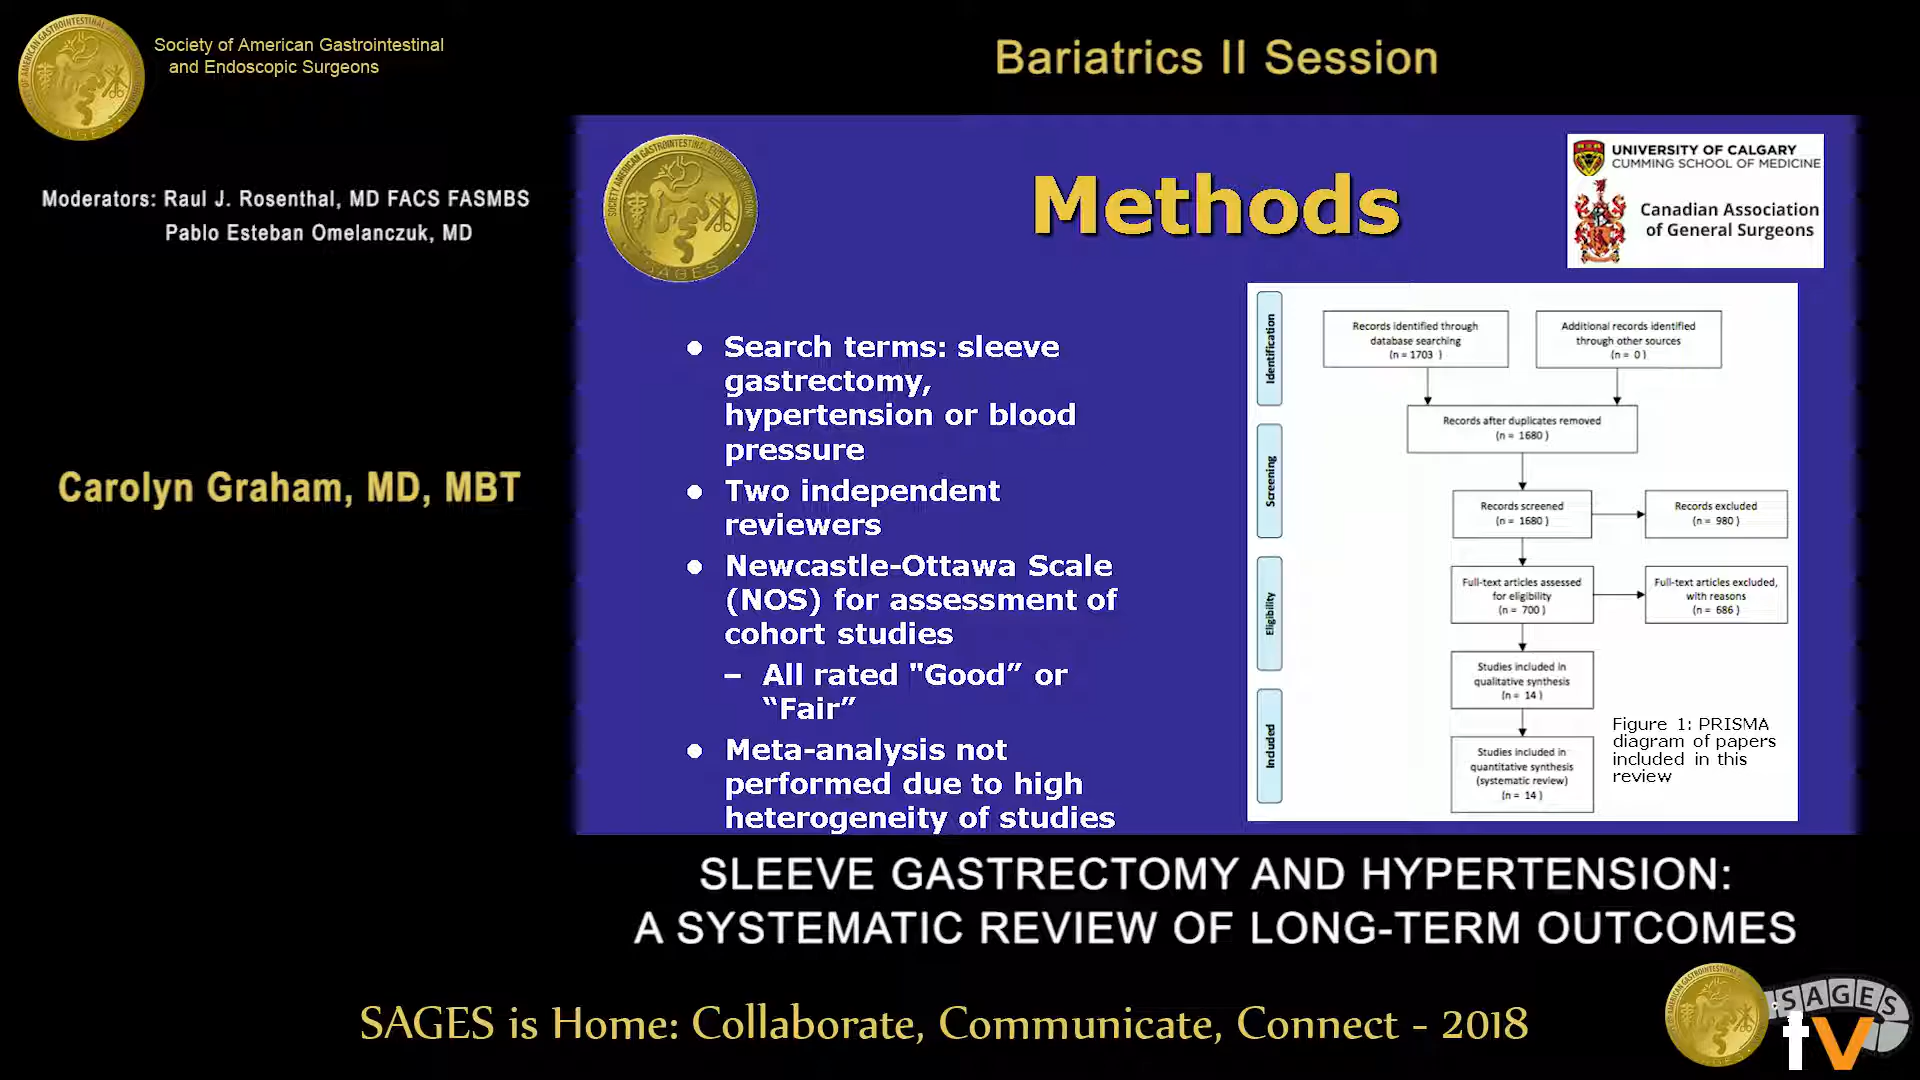 Society of American Gastrointestinal
and Endoscopic Surgeons
Bariatrics II Session
Moderators: Raul J. Rosenthal, MD FACS FASMBS
Pablo Esteban Omelanczuk, MD
Carolyn Graham, MD, MBT
Methods
UNIVERSITY OF CALGARY
CUMMING SCHOOL OF MEDICINE
Canadian Association
of General Surgeons
● Search terms: sleeve
gastrectomy,
hypertension or blood
pressure
● Two independent
reviewers
● Newcastle-Ottawa Scale
(NOS) for assessment of
cohort studies
– All rated "Good” or
“Fair”
● Meta-analysis not
performed due to high
heterogeneity of studies
Identification
Records identified through
database searching
(n = 1703 )
Additional records identified
through other sources
(n = 0 )
Records after duplicates removed
(n = 1680 )
Screening
Records screened
(n = 1680 )
Records excluded
(n = 980 )
Eligibility
Full-text articles assessed
for eligibility
(n = 700 )
Full-text articles excluded,
with reasons
(n = 686 )
Studies included in
qualitative synthesis
(n = 14 )
Included
Studies included in
quantitative synthesis
(systematic review)
(n = 14 )
Figure 1: PRISMA
diagram of papers
included in this
review
SLEEVE GASTRECTOMY AND HYPERTENSION:
A SYSTEMATIC REVIEW OF LONG-TERM OUTCOMES
SAGES is Home: Collaborate, Communicate, Connect - 2018
SAGES
tv